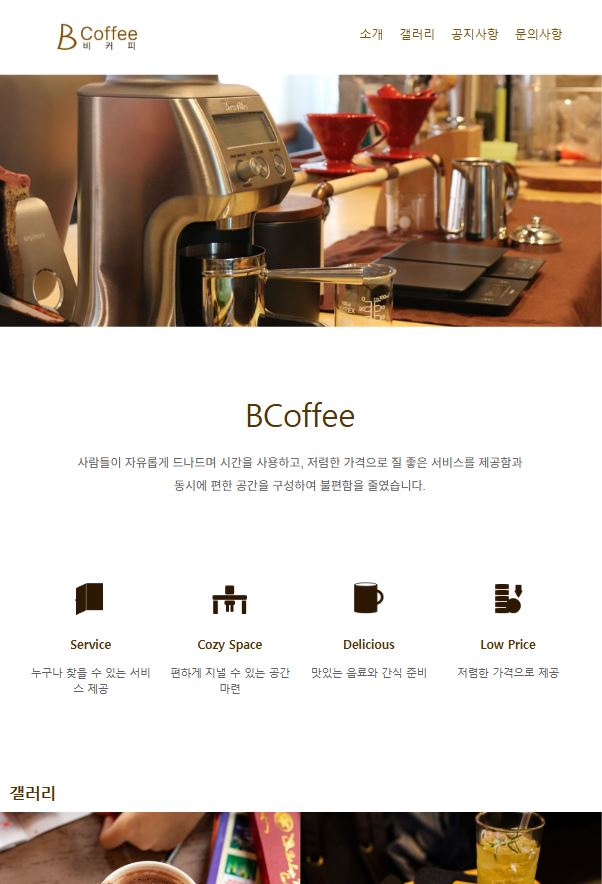 B Coffee
비 커 피
소개 갤러리 공지사항 문의사항
BCoffee
사람들이 자유롭게 드나드며 시간을 사용하고, 저렴한 가격으로 질 좋은 서비스를 제공함과
동시에 편한 공간을 구성하여 불편함을 줄였습니다.
Service
누구나 찾을 수 있는 서비
스 제공
Cozy Space
편하게 지낼 수 있는 공간
마련
Delicious
맛있는 음료와 간식 준비
Low Price
저렴한 가격으로 제공
갤러리